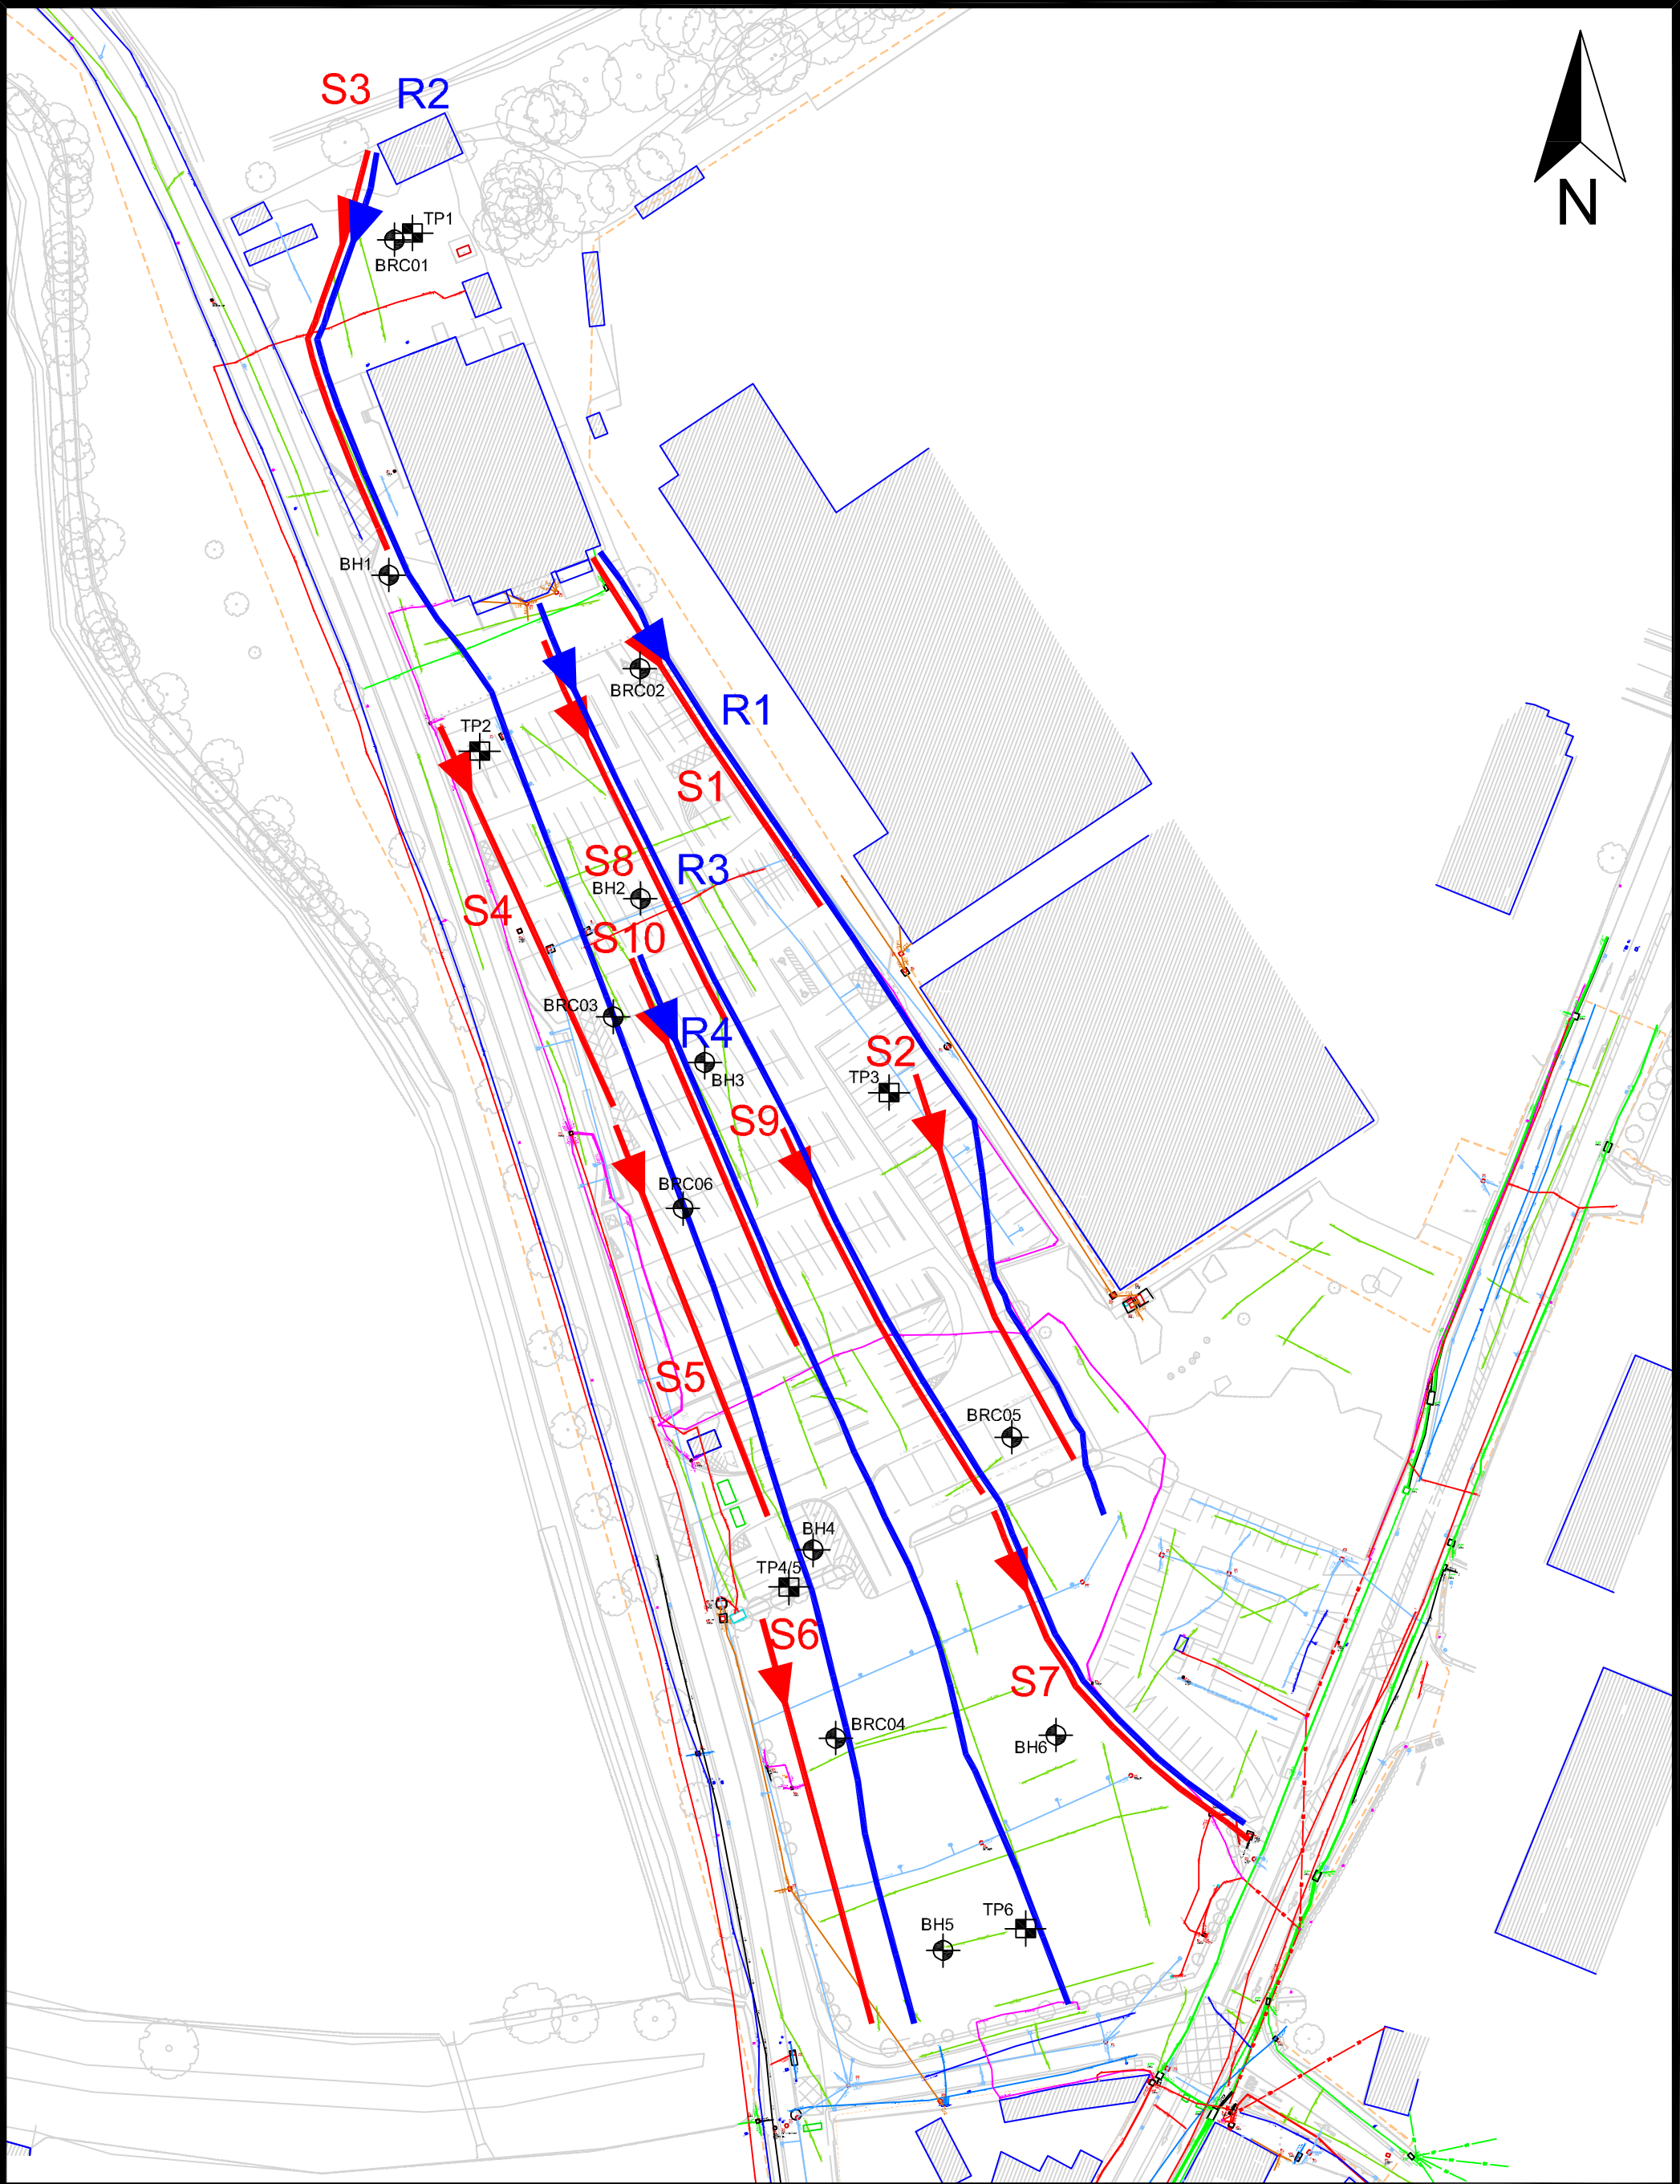 S3
R2
N
TP1
BRC01
BH1
BRC02
R1
TP2
S1
S8
R3
BH2
S4
S10
BRC03
R4
S2
BH3
TP3
S9
BRC06
S5
BRC05
BH4
TP4/5
S6
S7
BRC04
BH6
TP6
BH5